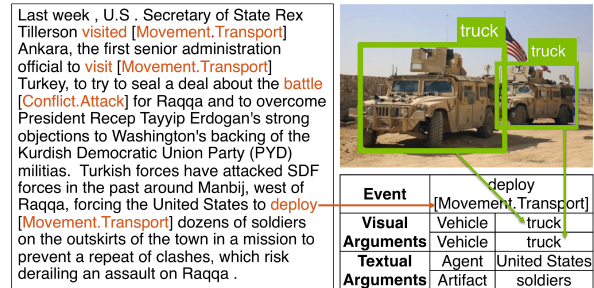 Last week , U.S . Secretary of State Rex
Tillerson visited [Movement.Transport]
Ankara, the first senior administration
official to visit [Movement.Transport]
Turkey, to try to seal a deal about the battle
[Conflict.Attack] for Raqqa and to overcome
President Recep Tayyip Erdogan's strong
objections to Washington's backing of the
Kurdish Democratic Union Party (PYD)
militias. Turkish forces have attacked SDF
forces in the past around Manbij, west of
Raqqa, forcing the United States to deploy
[Movement.Transport] dozens of soldiers
on the outskirts of the town in a mission to
prevent a repeat of clashes, which risk
derailing an assault on Raqqa .
truck
truck
Event
deploy
[Movement.Transport]
Visual
Arguments
Vehicle
truck
Vehicle
truck
Textual
Arguments
Agent
United States
Artifact
soldiers